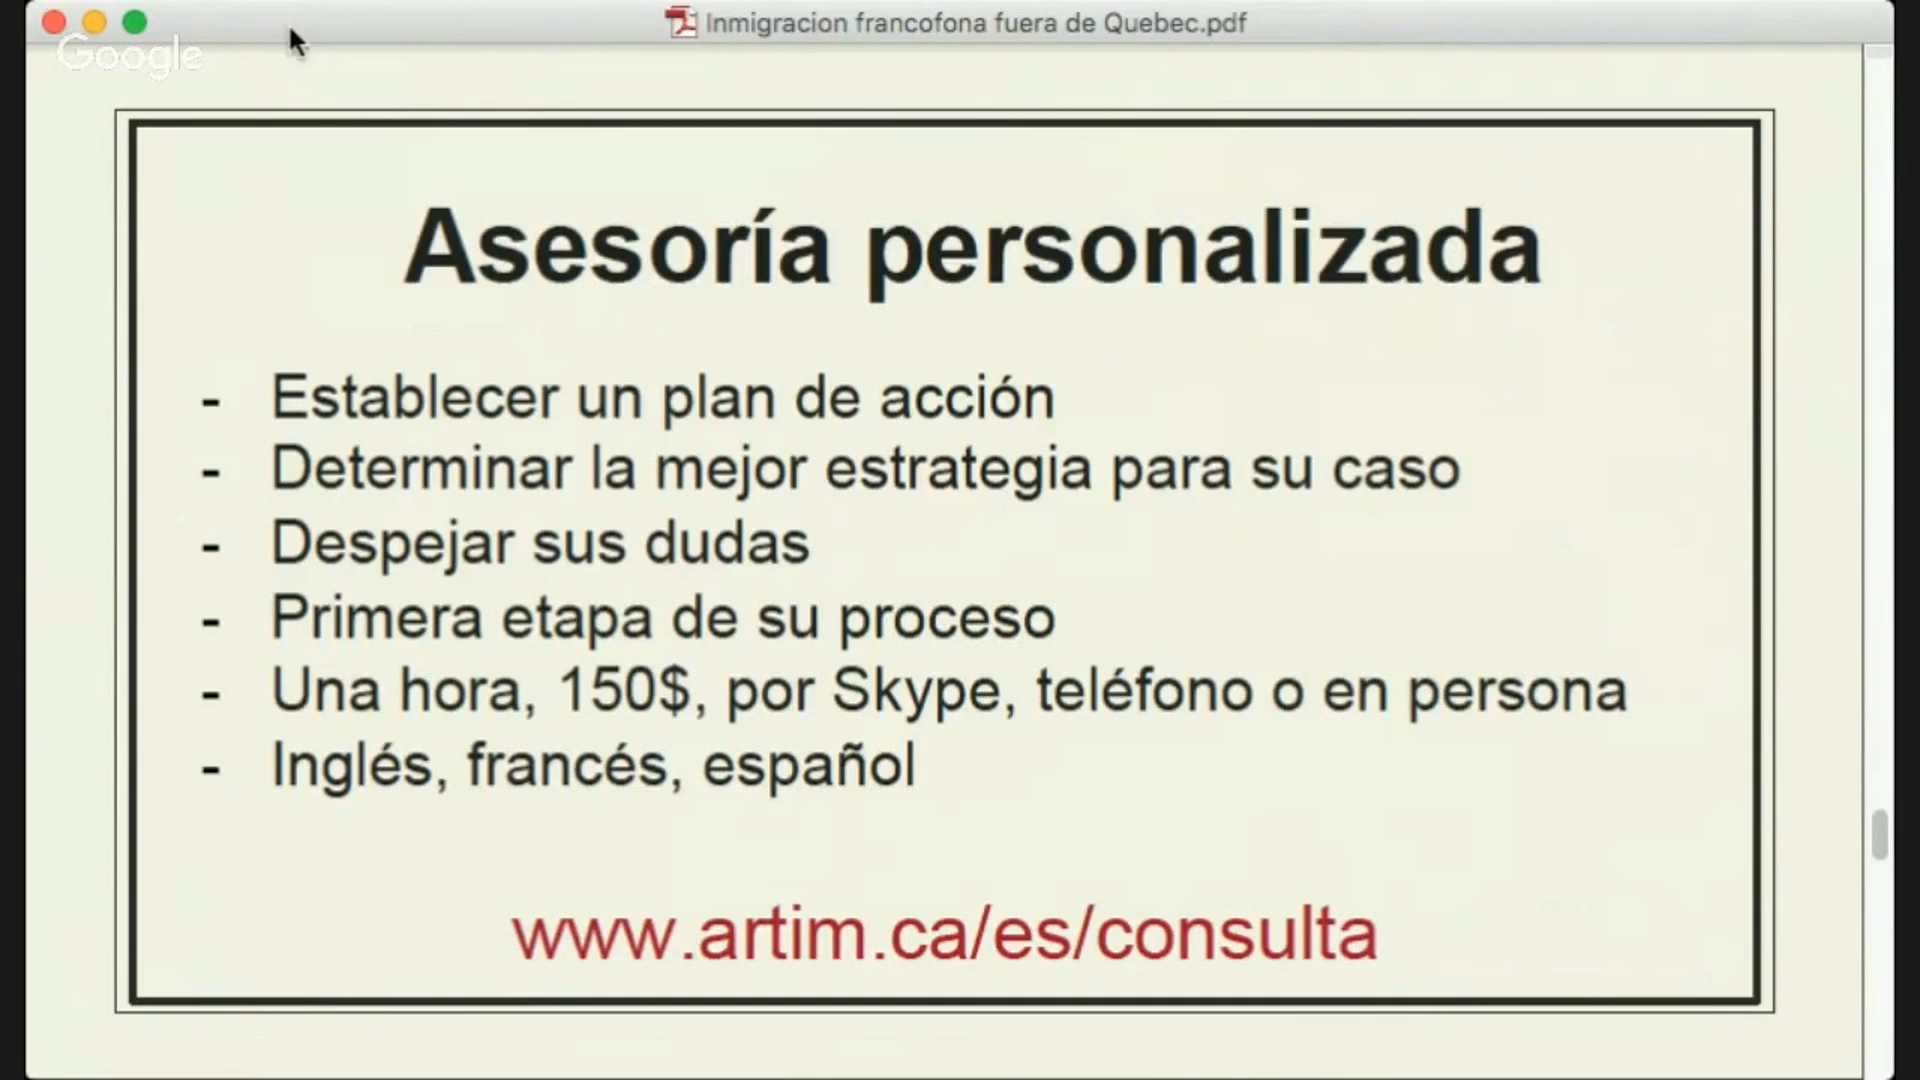 Inmigracion francofona fuera de Quebec.pdf
Google
Asesoría personalizada
- Establecer un plan de acción
- Determinar la mejor estrategia para su caso
- Despejar sus dudas
- Primera etapa de su proceso
- Una hora, 150$, por Skype, teléfono o en persona
- Inglés, francés, español
www.artim.ca/es/consulta